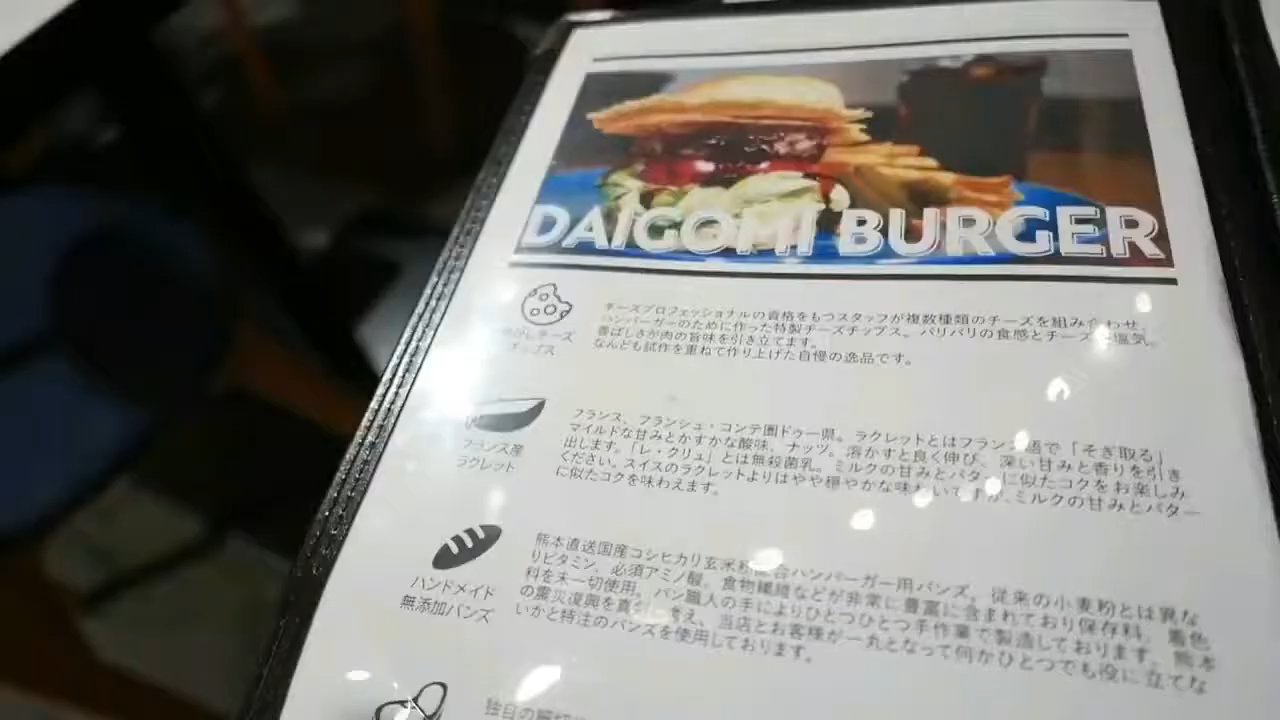 DAIGOMI BURGER
チーズプロフェッショナルの資格をもつスタッフが複数種類のチーズを組み合わせ、
ハンバーガーのために作った特製チーズチップス。パリパリの食感とチーズ 塩気、
香ばしさが肉の旨味を引き立てます。
なんども試作を重ねて作り上げた自慢の逸品です。
チーズ
チップス
フランス、フランシュ・コンテ圏ドゥー県。ラクレットとはフランス語で「そぎ取る」
マイルドな甘みとかすかな酸味、ナッツ。溶かすと良く伸び、深い甘みと香りを引き
出します。「レ・クリュ」とは無殺菌乳。ミルクの甘みとバターに似たコクをお楽しみ
ください。スイスのラクレットよりはやや穏やかな味わいですが、ミルクの甘みとバター
に似たコクを味わえます。
フランス産
ラクレット
熊本直送国産コシヒカリ玄米 合ハンバーガー用バンズ。従来の小麦粉とは異な
りビタミン、必須アミノ酸、食物繊維などが非常に豊富に含まれており保存料、着色
料を未一切使用。パン職人の手によりひとつひとつ手作業で製造しております。熊本
の震災復興を真剣に考え、当店とお客様が一丸となって何かひとつでも役に立てな
いかと特注のバンズを使用しております。
ハンドメイド
無添加バンズ
独自の